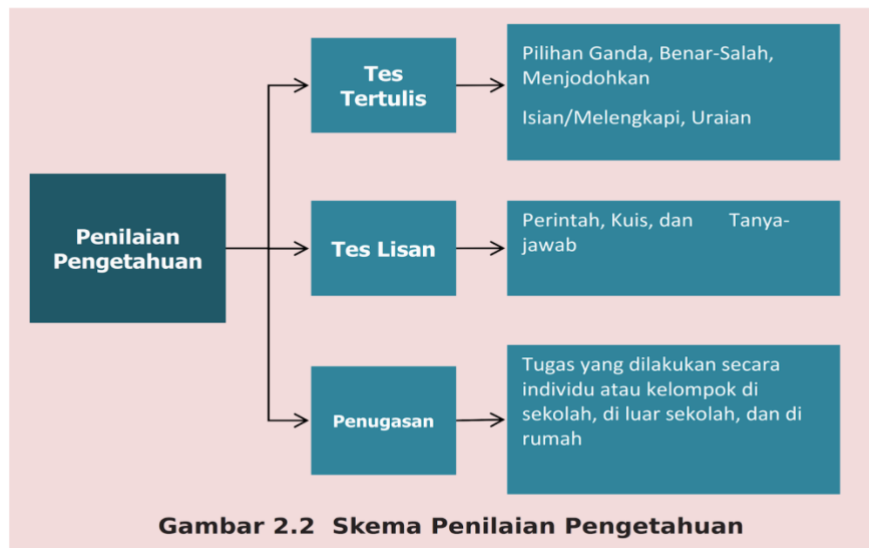 Tes
Tertulis
Pilihan Ganda, Benar-Salah,
Menjodohkan
Isian/Melengkapi, Uraian
Penilaian
Pengetahuan
Tes Lisan
Perintah, Kuis, dan Tanya-
jawab
Penugasan
Tugas yang dilakukan secara
individu atau kelompok di
sekolah, di luar sekolah, dan di
rumah
Gambar 2.2 Skema Penilaian Pengetahuan